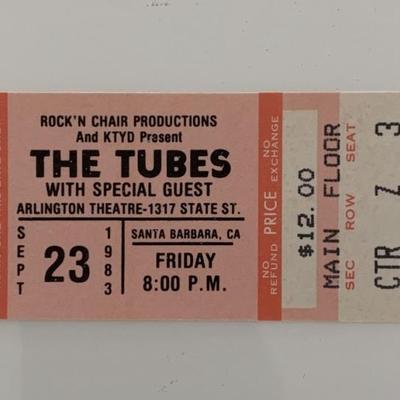 ROCK'N CHAIR PRODUCTIONS
And KTYD Present
THE TUBES
WITH SPECIAL GUEST
ARLINGTON THEATRE-1317 STATE ST.
SEPT
23
1983
SANTA BARBARA, CA
FRIDAY
8:00 P.M.
NO REFUND
PRICE
NO EXCHANGE
$12.00
MAIN FLOOR
SEC ROW SEAT
CTR Z 3